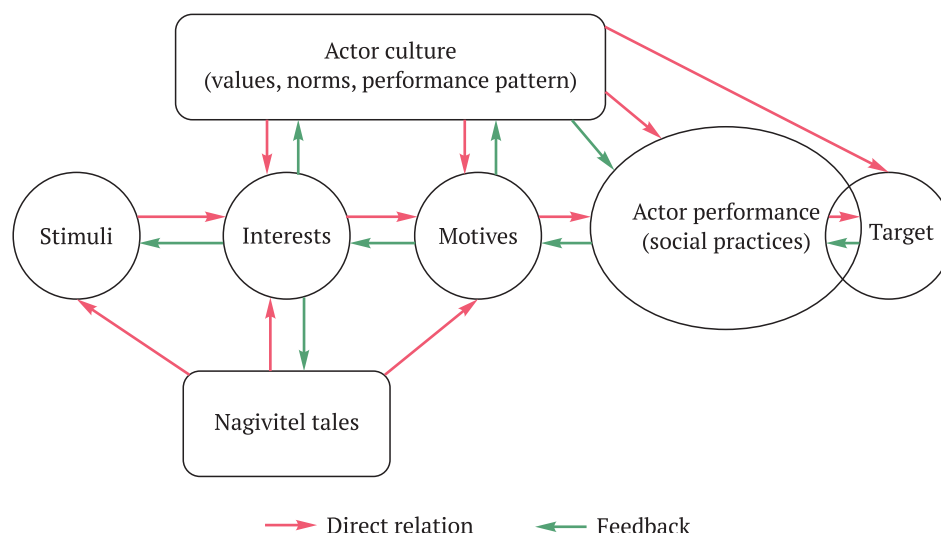 Actor culture
(values, norms, performance pattern)
Stimuli
Interests
Motives
Actor performance
(social practices)
Target
Nagivitel tales
Direct relation
Feedback